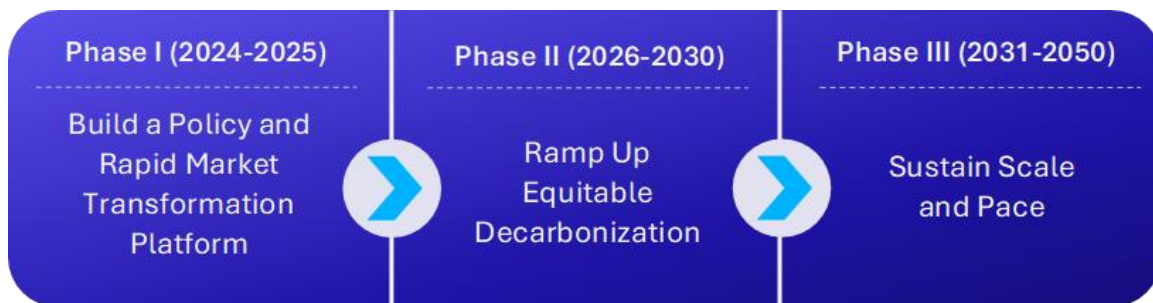 Phase I (2024-2025)
Build a Policy and
Rapid Market
Transformation
Platform
Phase II (2026-2030)
Ramp Up
Equitable
Decarbonization
Phase III (2031-2050)
Sustain Scale
and Pace